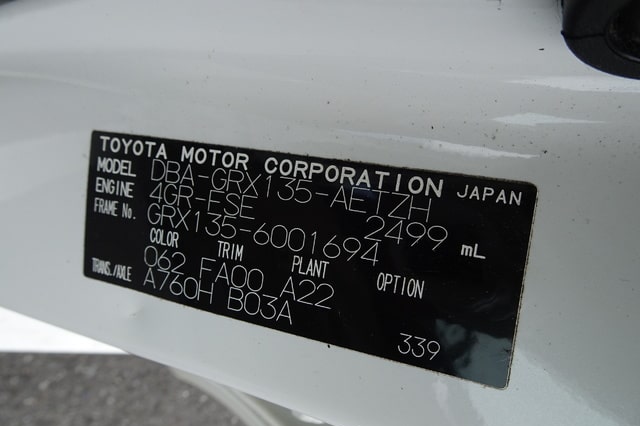 TOYOTA MOTOR CORPORATION JAPAN
MODEL DBA-GRX135-AETZH
ENGINE 4GR-FSE 2499 mL
FRAME No. GRX135-6001694
COLOR TRIM PLANT OPTION
062 FA00 A22
TRANS./AXLE A760H B03A
339